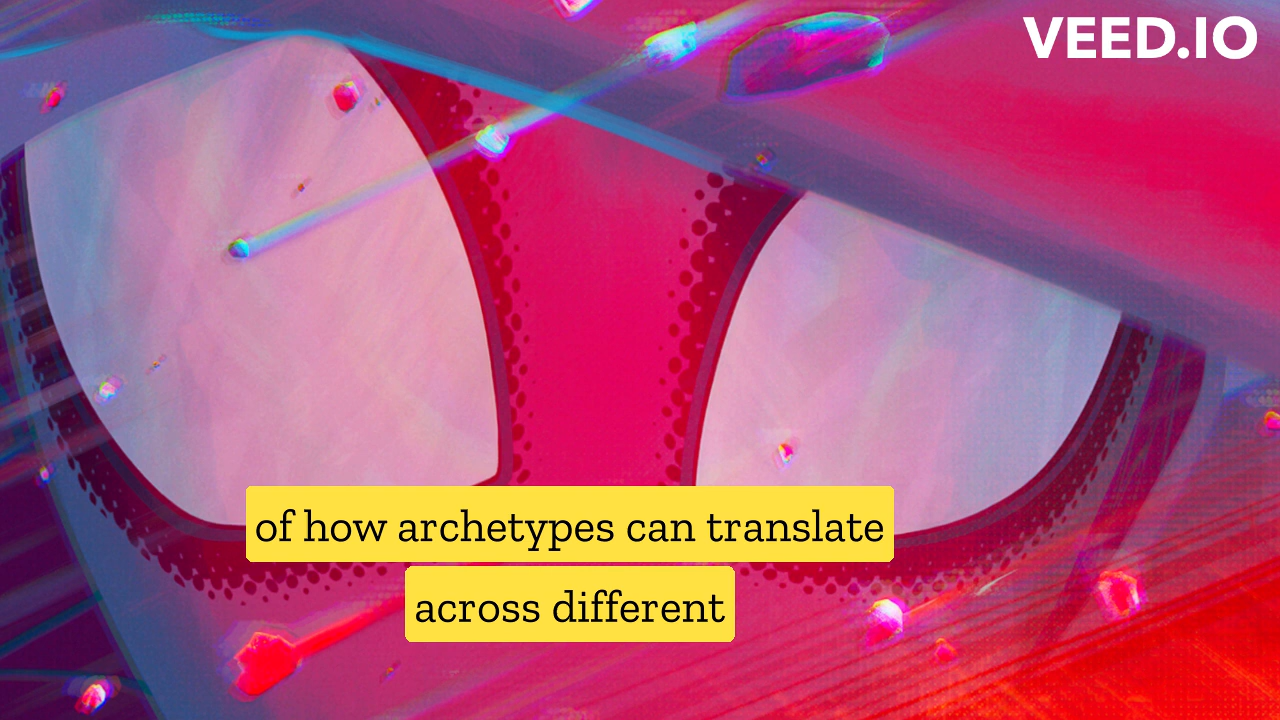 VEED.IO
of how archetypes can translate
across different